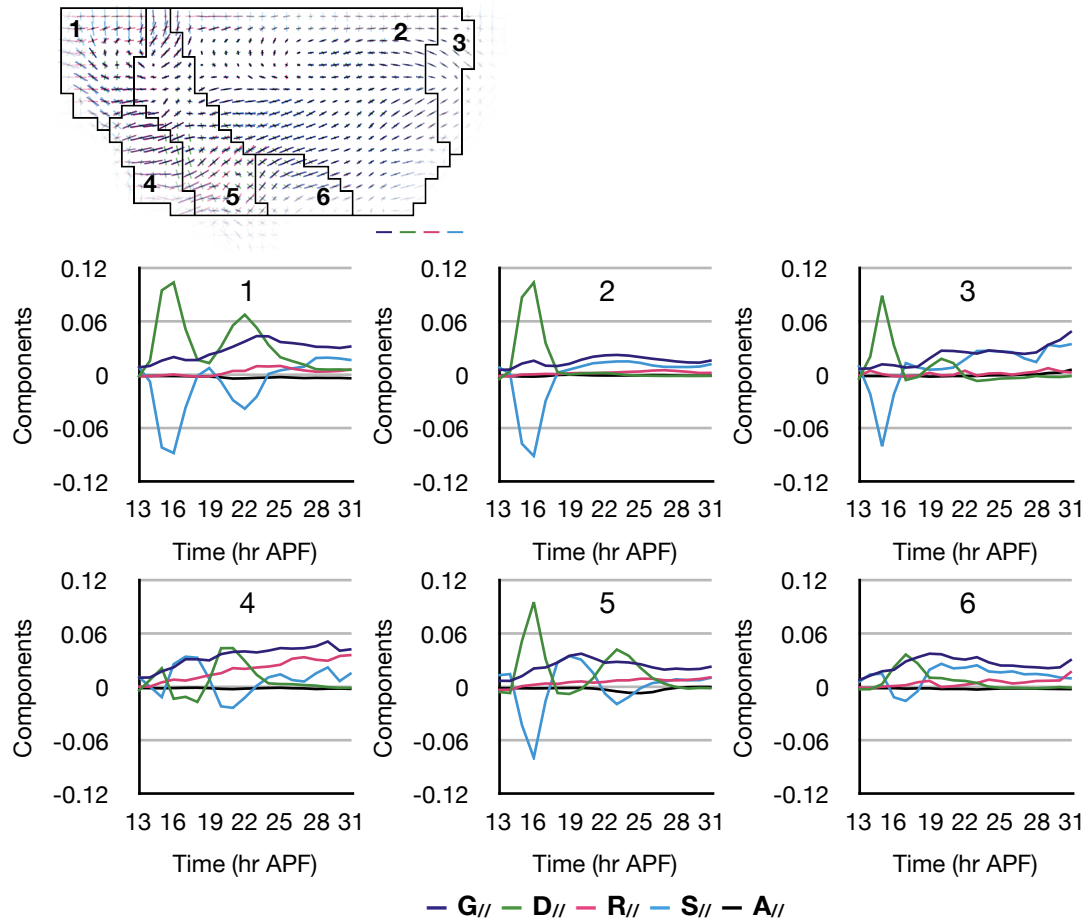 1 2 3
4 5 6
1 2 3
0.12 0.12 0.12
0.06 0.06 0.06
0 0 0
-0.06 -0.06 -0.06
-0.12 -0.12 -0.12
Components Components Components
13 16 19 22 25 28 31 13 16 19 22 25 28 31 13 16 19 22 25 28 31
Time (hr APF) Time (hr APF) Time (hr APF)
4 5 6
0.12 0.12 0.12
0.06 0.06 0.06
0 0 0
-0.06 -0.06 -0.06
-0.12 -0.12 -0.12
Components Components Components
13 16 19 22 25 28 31 13 16 19 22 25 28 31 13 16 19 22 25 28 31
Time (hr APF) Time (hr APF) Time (hr APF)
G// D// R// S// A//